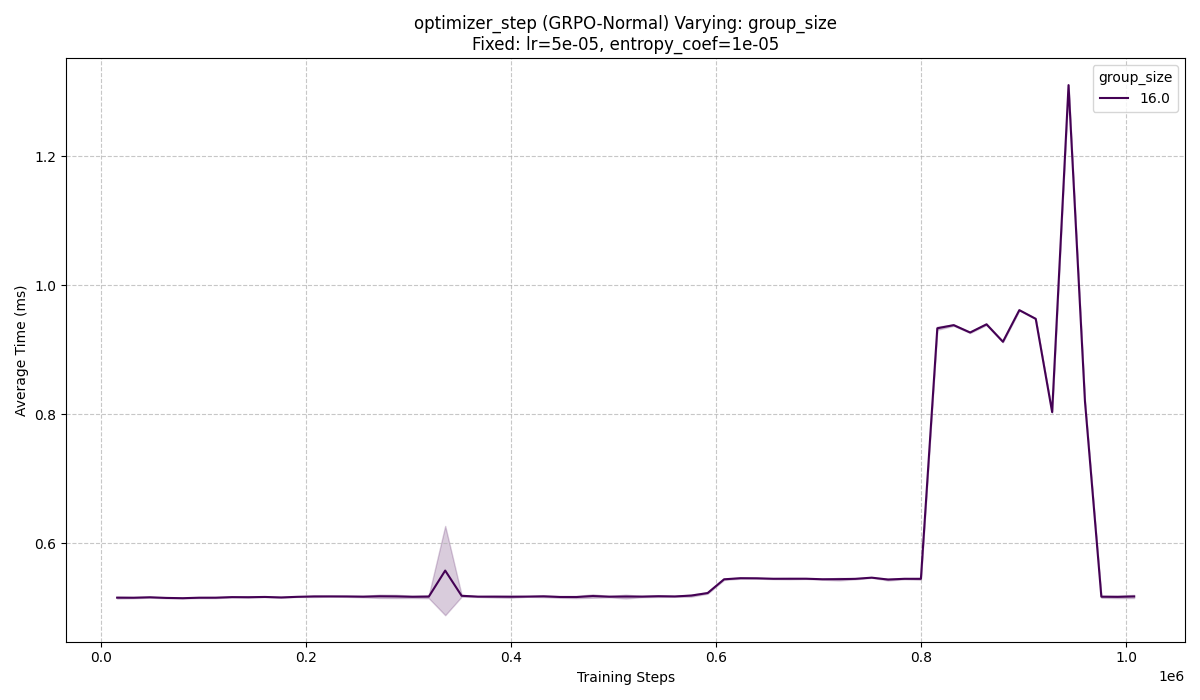 optimizer_step (GRPO-Normal) Varying: group_size
Fixed: lr=5e-05, entropy_coef=1e-05
group_size
16.0
Average Time (ms)
1.2
1.0
0.8
0.6
0.0
0.2
0.4
0.6
0.8
1.0
1e6
Training Steps